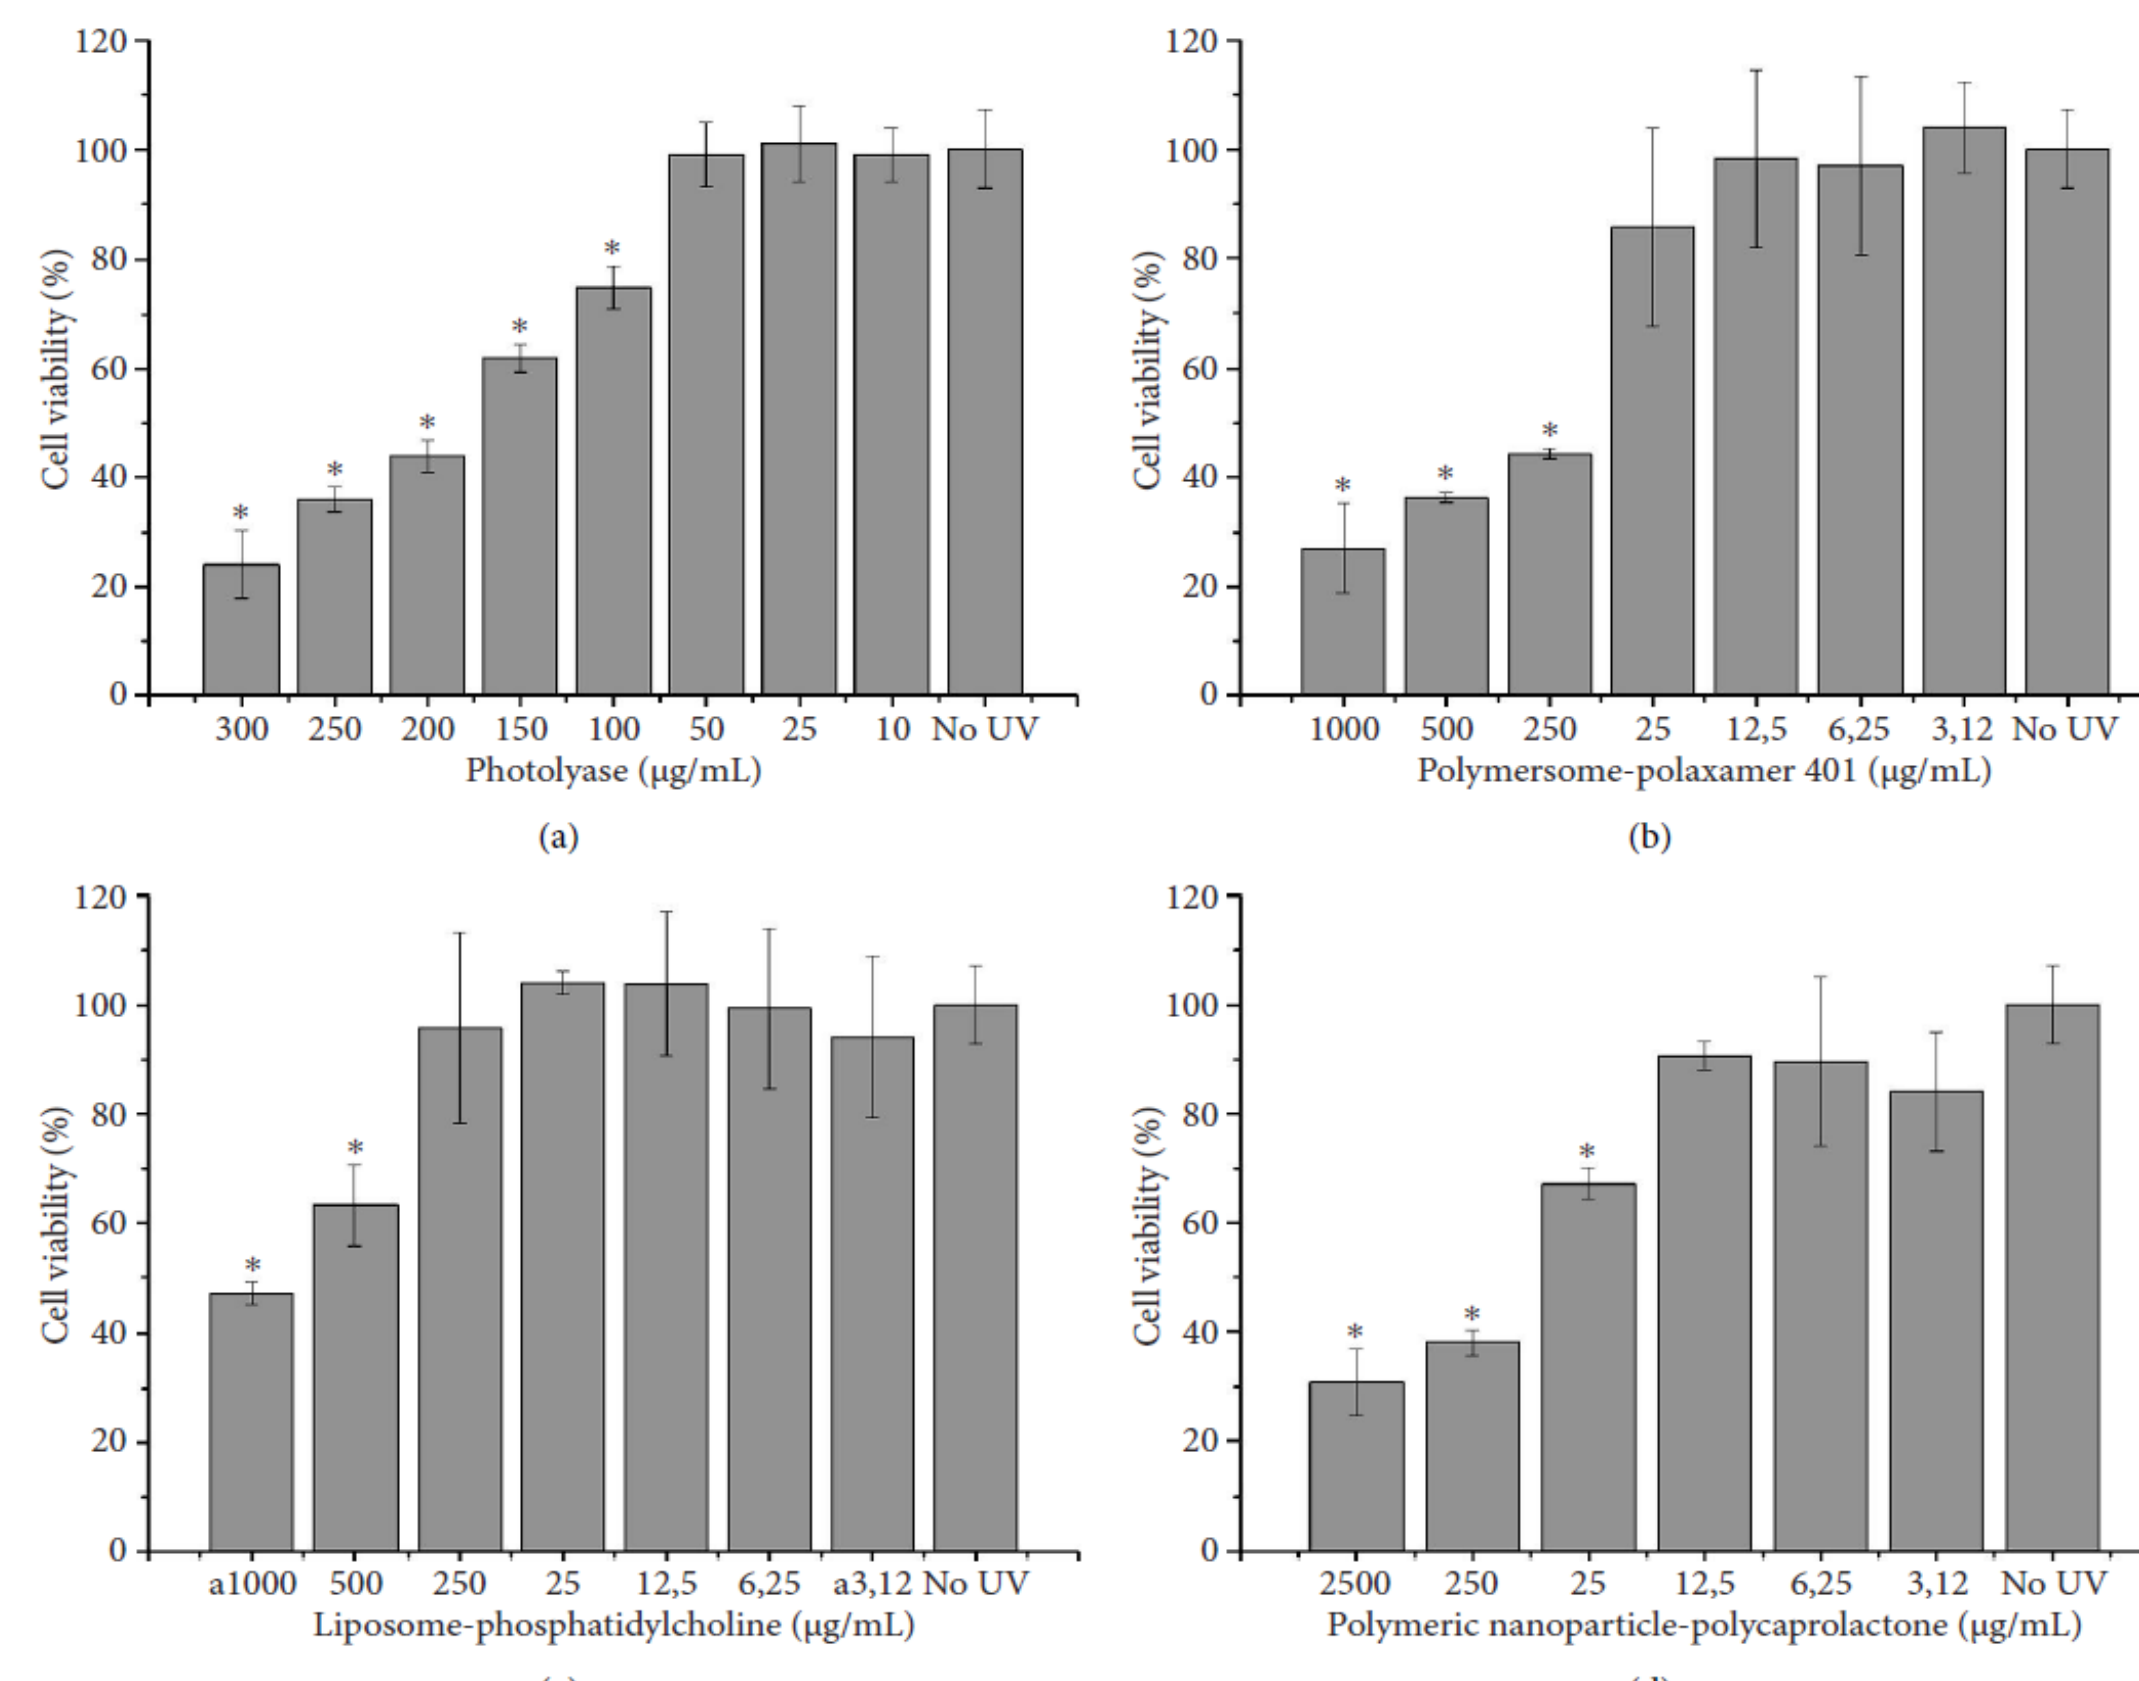 120
100
80
60
40
20
0
Cell viability (%)
*
*
*
*
*
300 250 200 150 100 50 25 10 No UV
Photolyase (µg/mL)
(a)
120
100
80
60
40
20
0
Cell viability (%)
*
*
*
1000 500 250 25 12,5 6,25 3,12 No UV
Polymersome-polaxamer 401 (µg/mL)
(b)
120
100
80
60
40
20
0
Cell viability (%)
*
*
a1000 500 250 25 12,5 6,25 a3,12 No UV
Liposome-phosphatidylcholine (µg/mL)
120
100
80
60
40
20
0
Cell viability (%)
*
*
*
2500 250 25 12,5 6,25 3,12 No UV
Polymeric nanoparticle-polycaprolactone (µg/mL)